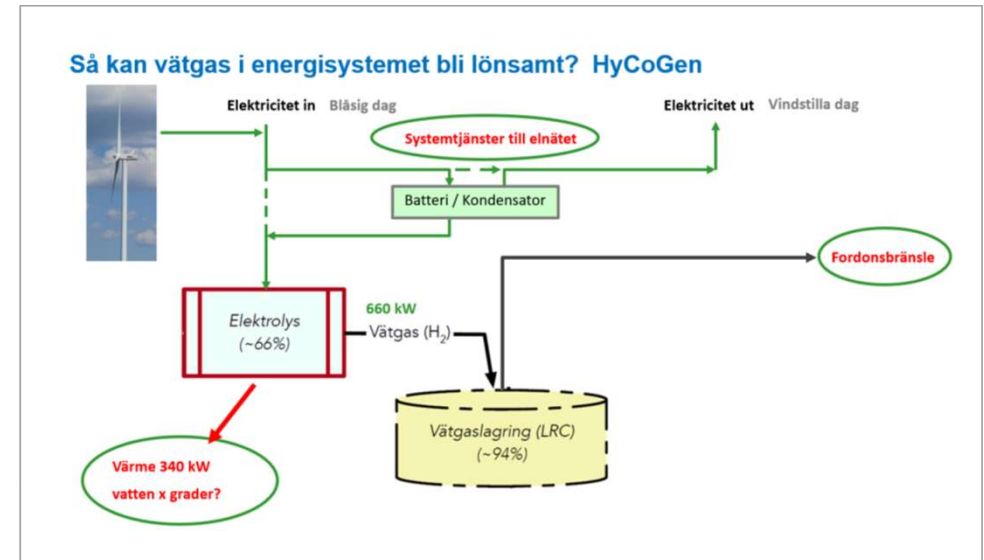 Så kan vätgas i energisystemet bli lönsamt? HyCoGen
Elektricitet in Blåsig dag
Elektricitet ut Vindstilla dag
Systemtjänster till elnätet
Batteri / Kondensator
Fordonsbränsle
Elektrolys
(~66%)
660 kW
Vätgas (H₂)
Vätgaslagring (LRC)
(~94%)
Värme 340 kW
vatten x grader?